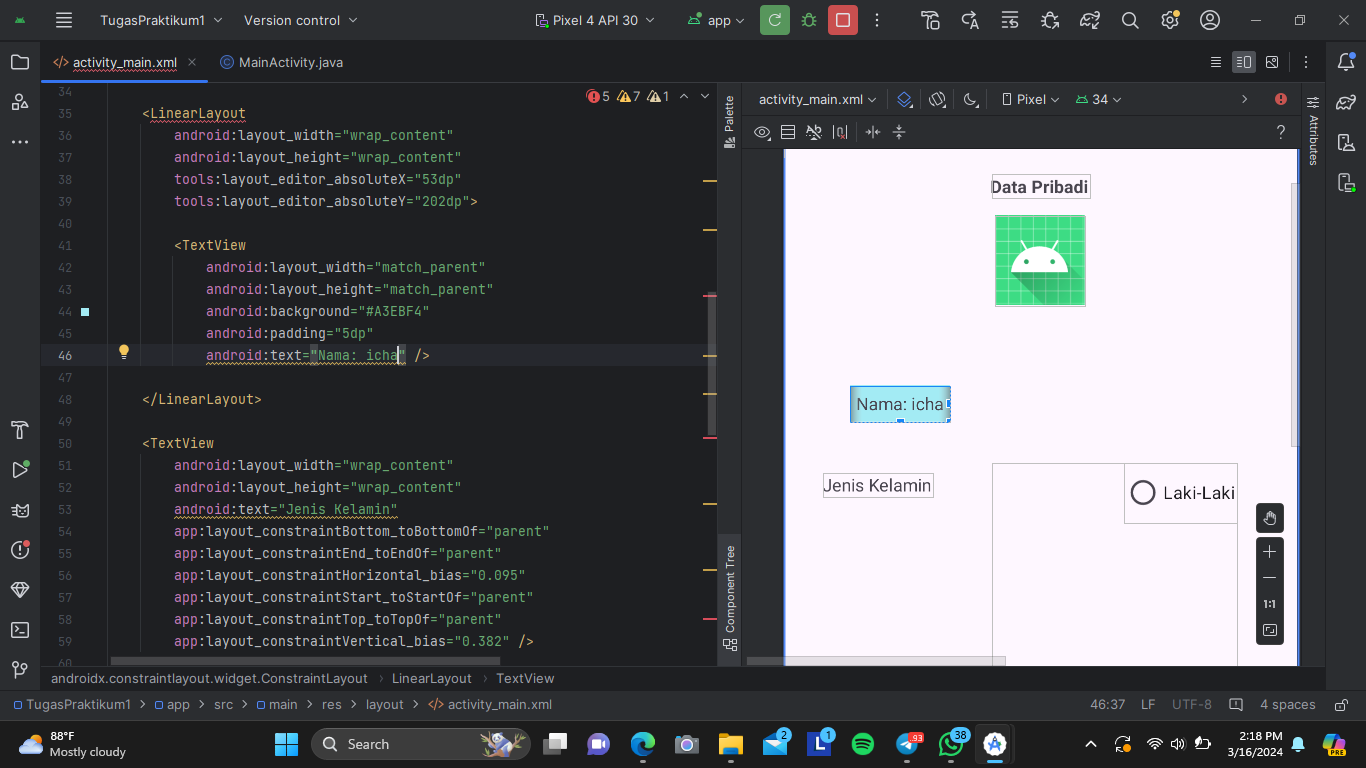 TugasPraktikum1 Version control Pixel 4 API 30 app
activity_main.xml MainActivity.java
34
5 7 1
35 <LinearLayout
36 android:layout_width="wrap_content"
37 android:layout_height="wrap_content"
38 tools:layout_editor_absoluteX="53dp"
39 tools:layout_editor_absoluteY="202dp">
40
41 <TextView
42 android:layout_width="match_parent"
43 android:layout_height="match_parent"
44 android:background="#A3EBF4"
45 android:padding="5dp"
46 android:text="Nama: icha" />
47
48 </LinearLayout>
49
50 <TextView
51 android:layout_width="wrap_content"
52 android:layout_height="wrap_content"
53 android:text="Jenis Kelamin"
54 app:layout_constraintBottom_toBottomOf="parent"
55 app:layout_constraintEnd_toEndOf="parent"
56 app:layout_constraintHorizontal_bias="0.095"
57 app:layout_constraintStart_toStartOf="parent"
58 app:layout_constraintTop_toTopOf="parent"
59 app:layout_constraintVertical_bias="0.382" />
60
Palette
Component Tree
activity_main.xml Pixel 34
?
Data Pribadi
Nama: icha
Jenis Kelamin
Laki-Laki
1:1
Attributes
androidx.constraintlayout.widget.ConstraintLayout LinearLayout TextView
TugasPraktikum1 app src main res layout activity_main.xml 46:37 LF UTF-8 4 spaces
88°F
Mostly cloudy
Search
2
L
1
93
38
2:18 PM
3/16/2024
PRE